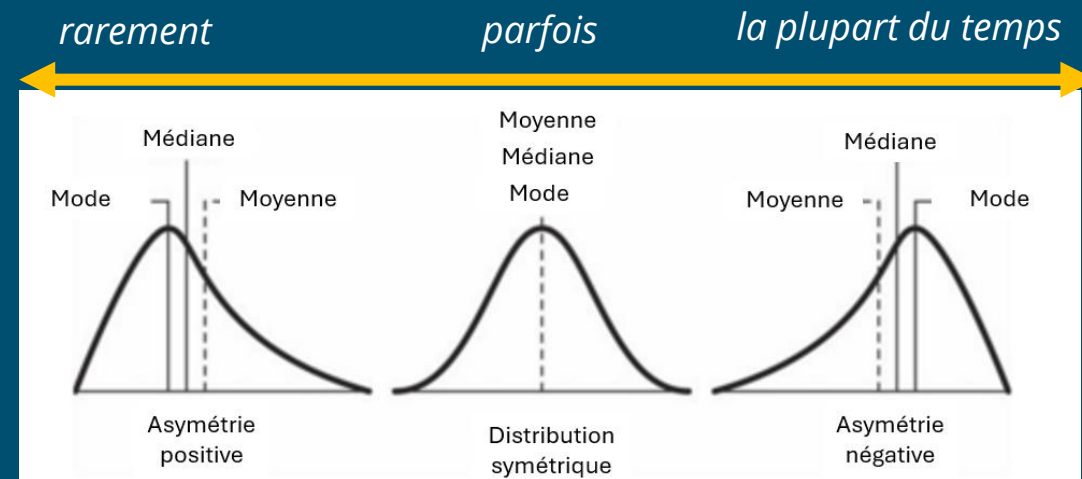 rarement
parfois
la plupart du temps
Médiane
Mode
Moyenne
Asymétrie
positive
Moyenne
Médiane
Mode
Distribution
symétrique
Médiane
Moyenne
Mode
Asymétrie
négative